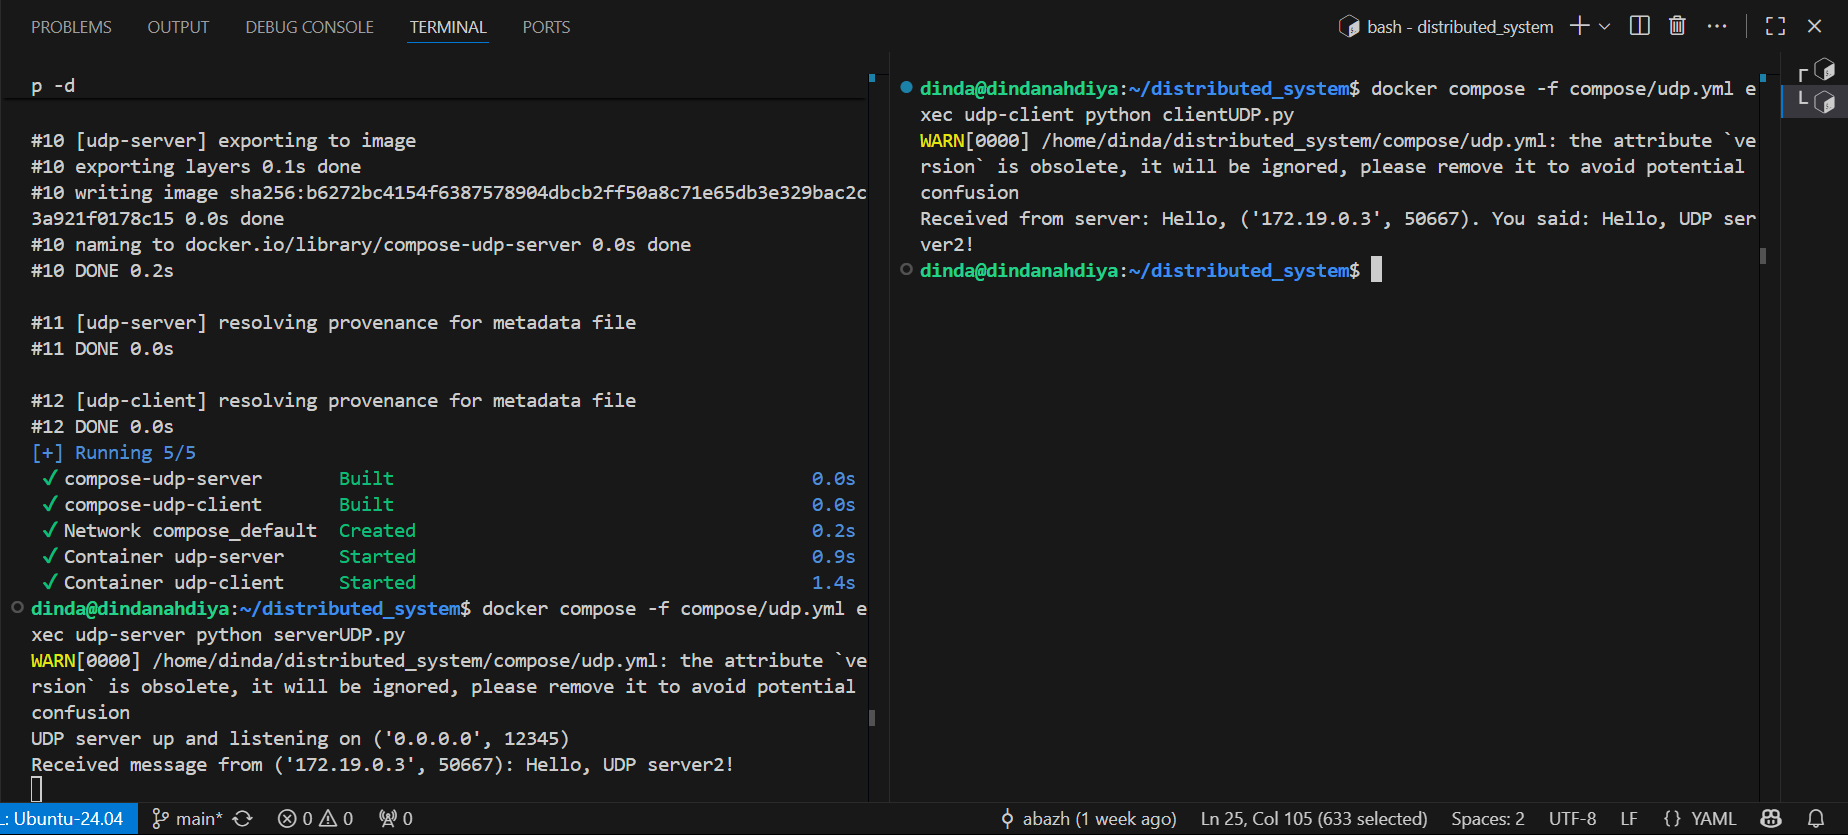 PROBLEMS OUTPUT DEBUG CONSOLE TERMINAL PORTS
bash - distributed_system
p -d
#10 [udp-server] exporting to image
#10 exporting layers 0.1s done
#10 writing image sha256:b6272bc4154f6387578904dbcb2ff50a8c71e65db3e329bac2c
3a921f0178c15 0.0s done
#10 naming to docker.io/library/compose-udp-server 0.0s done
#10 DONE 0.2s
#11 [udp-server] resolving provenance for metadata file
#11 DONE 0.0s
#12 [udp-client] resolving provenance for metadata file
#12 DONE 0.0s
[+] Running 5/5
✓ compose-udp-server Built 0.0s
✓ compose-udp-client Built 0.0s
✓ Network compose_default Created 0.2s
✓ Container udp-server Started 0.9s
✓ Container udp-client Started 1.4s
dinda@dindanahdiya:~/distributed_system$ docker compose -f compose/udp.yml e
xec udp-server python serverUDP.py
WARN[0000] /home/dinda/distributed_system/compose/udp.yml: the attribute `ve
rsion` is obsolete, it will be ignored, please remove it to avoid potential
confusion
UDP server up and listening on ('0.0.0.0', 12345)
Received message from ('172.19.0.3', 50667): Hello, UDP server2!
dinda@dindanahdiya:~/distributed_system$ docker compose -f compose/udp.yml e
xec udp-client python clientUDP.py
WARN[0000] /home/dinda/distributed_system/compose/udp.yml: the attribute `ve
rsion` is obsolete, it will be ignored, please remove it to avoid potential
confusion
Received from server: Hello, ('172.19.0.3', 50667). You said: Hello, UDP ser
ver2!
dinda@dindanahdiya:~/distributed_system$
L: Ubuntu-24.04 main* 0 0 0 abazh (1 week ago) Ln 25, Col 105 (633 selected) Spaces: 2 UTF-8 LF {} YAML